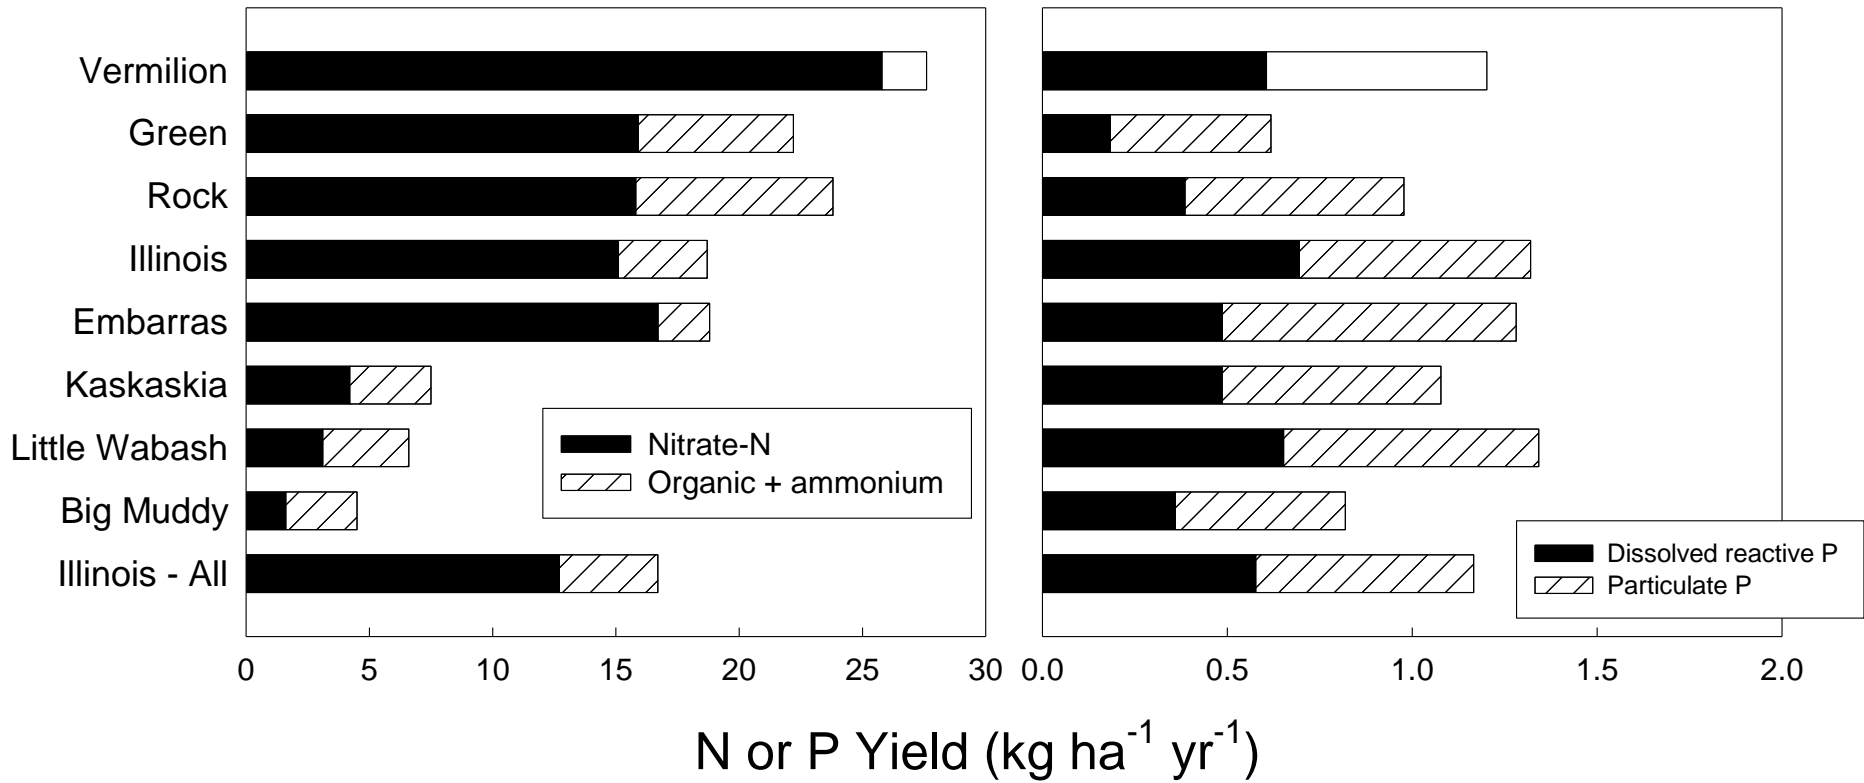 Vermilion
Green
Rock
Illinois
Embarras
Kaskaskia
Little Wabash
Big Muddy
Illinois - All
Nitrate-N
Organic + ammonium
Dissolved reactive P
Particulate P
0 5 10 15 20 25 30 0.0 0.5 1.0 1.5 2.0
N or P Yield (kg ha⁻¹ yr⁻¹)